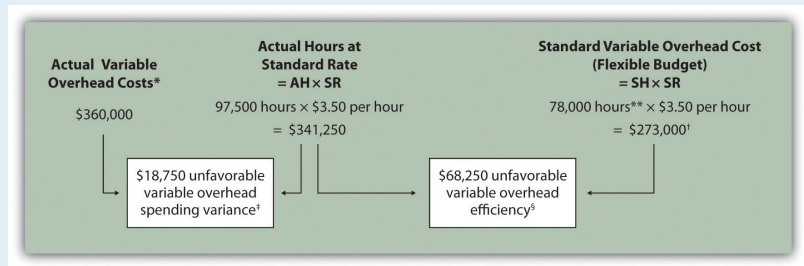 Actual Variable
Overhead Costs*
$360,000
Actual Hours at
Standard Rate
= AH × SR
97,500 hours × $3.50 per hour
= $341,250
Standard Variable Overhead Cost
(Flexible Budget)
= SH × SR
78,000 hours** × $3.50 per hour
= $273,000†
$18,750 unfavorable
variable overhead
spending variance‡
$68,250 unfavorable
variable overhead
efficiency§